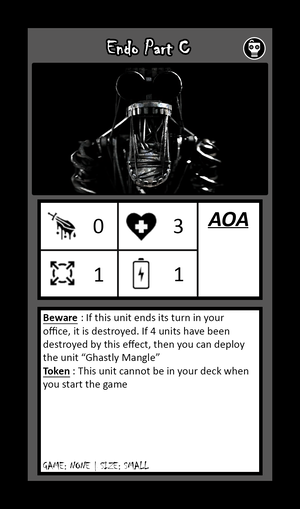 Endo Part C
0
3
AOA
1
1
Beware : If this unit ends its turn in your
office, it is destroyed. If 4 units have been
destroyed by this effect, then you can deploy
the unit “Ghastly Mangle”
Token : This unit cannot be in your deck when
you start the game
GAME: NONE | SIZE: SMALL